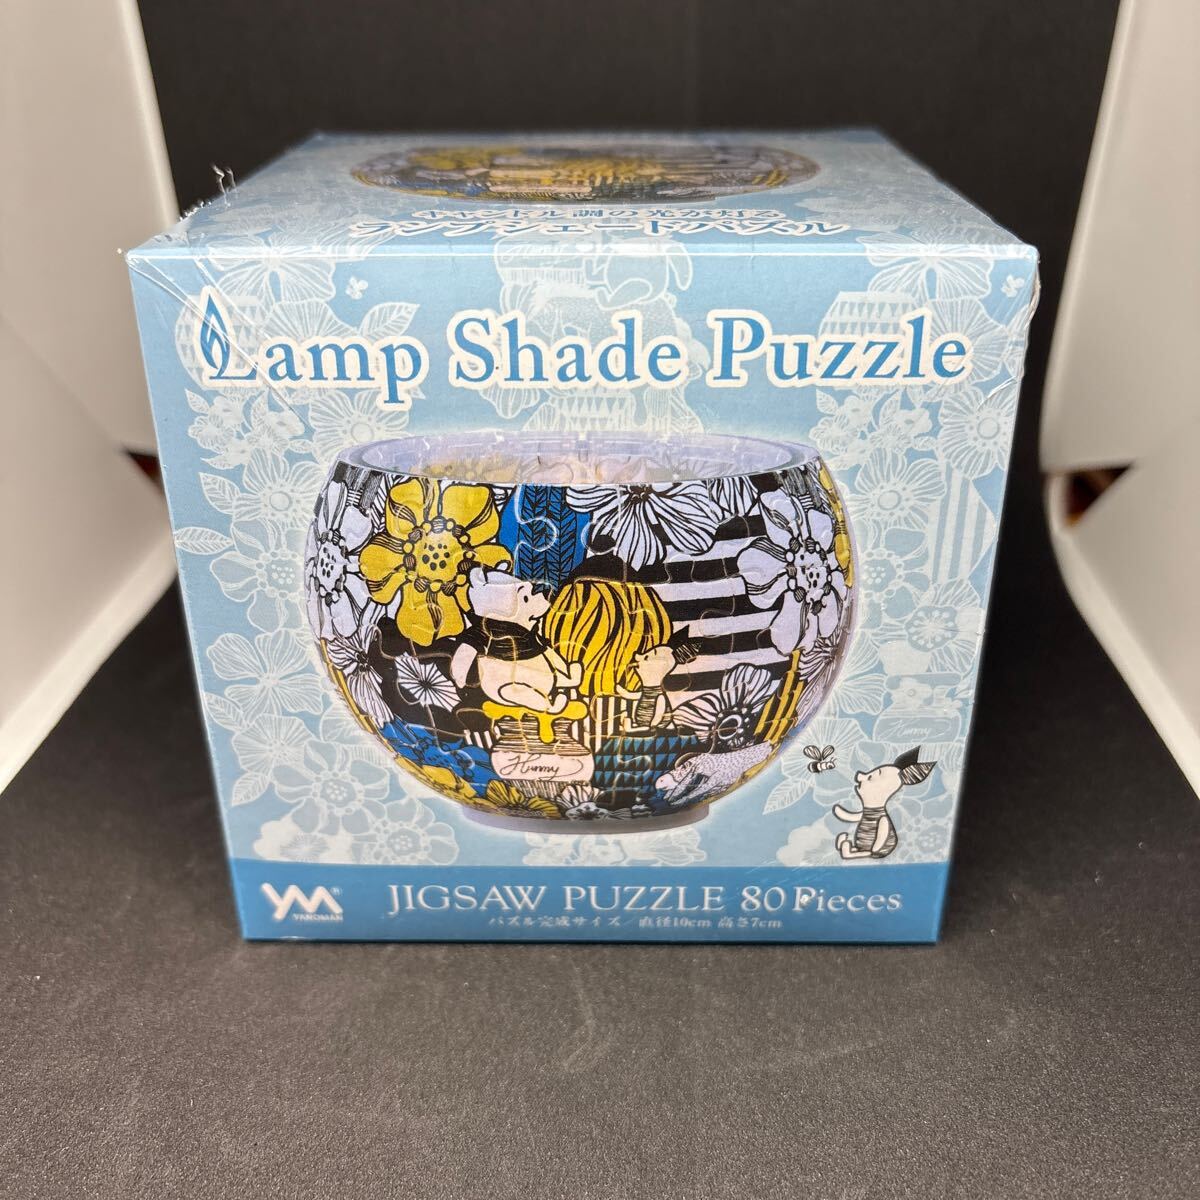 キャンドル調の光が灯る
ランプシェードパズル
Lamp Shade Puzzle
Hunny
Hunny
YM®
YANOMAN
JIGSAW PUZZLE 80 Pieces
パズル完成サイズ/直径10cm 高さ7cm